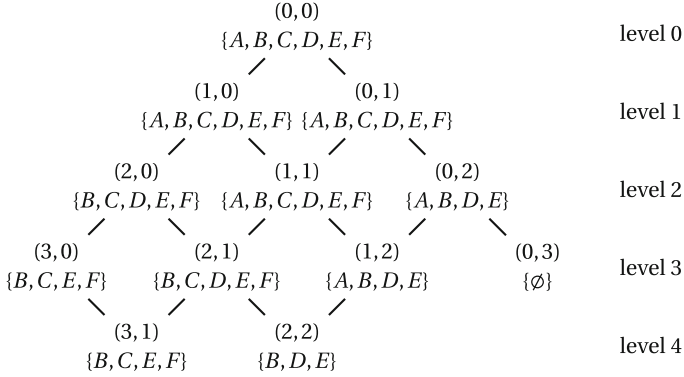 (0,0)
{A,B,C,D,E,F} level 0
(1,0) (0,1)
{A,B,C,D,E,F} {A,B,C,D,E,F} level 1
(2,0) (1,1) (0,2)
{B,C,D,E,F} {A,B,C,D,E,F} {A,B,D,E} level 2
(3,0) (2,1) (1,2) (0,3)
{B,C,E,F} {B,C,D,E,F} {A,B,D,E} {∅} level 3
(3,1) (2,2)
{B,C,E,F} {B,D,E} level 4